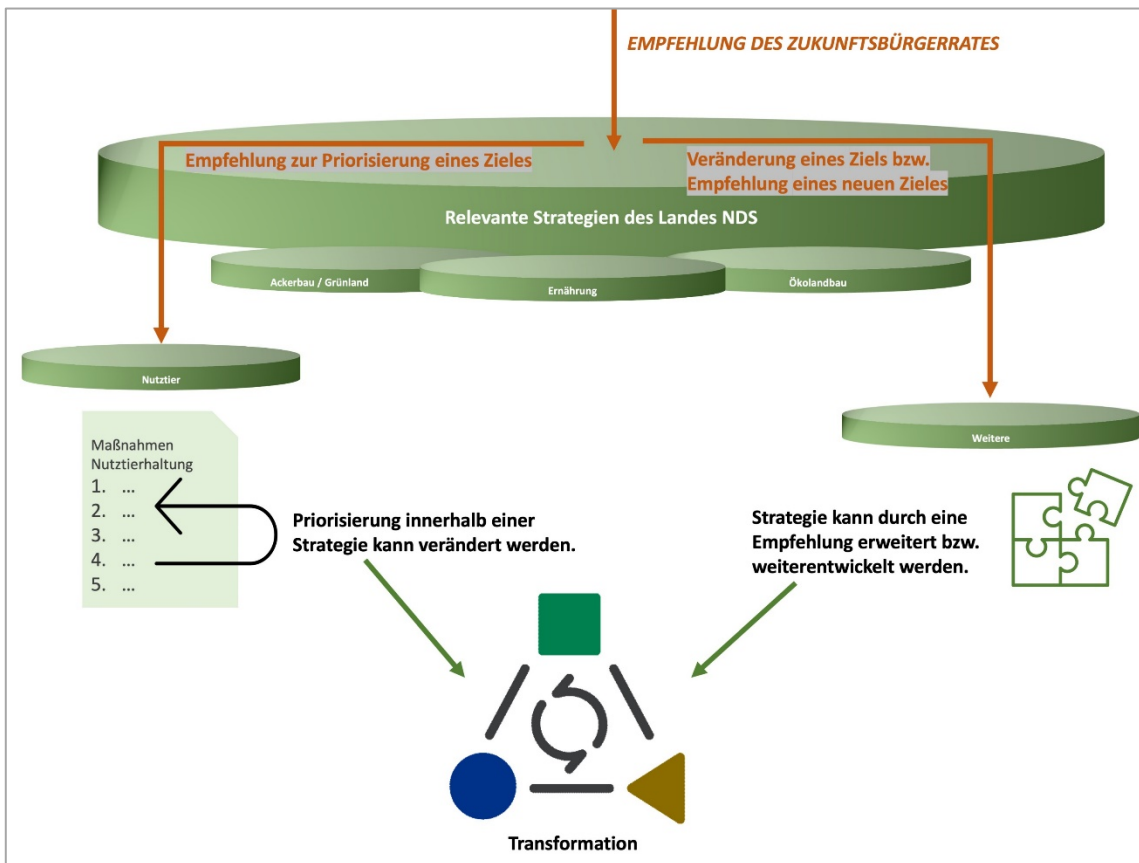 EMPFEHLUNG DES ZUKUNFTSBÜRGERRATES
Empfehlung zur Priorisierung eines Zieles
Veränderung eines Ziels bzw.
Empfehlung eines neuen Zieles
Relevante Strategien des Landes NDS
Ackerbau / Grünland
Ernährung
Ökolandbau
Nutztier
Weitere
Maßnahmen
Nutztierhaltung
1. ...
2. ...
3. ...
4. ...
5. ...
Priorisierung innerhalb einer
Strategie kann verändert werden.
Strategie kann durch eine
Empfehlung erweitert bzw.
weiterentwickelt werden.
Transformation